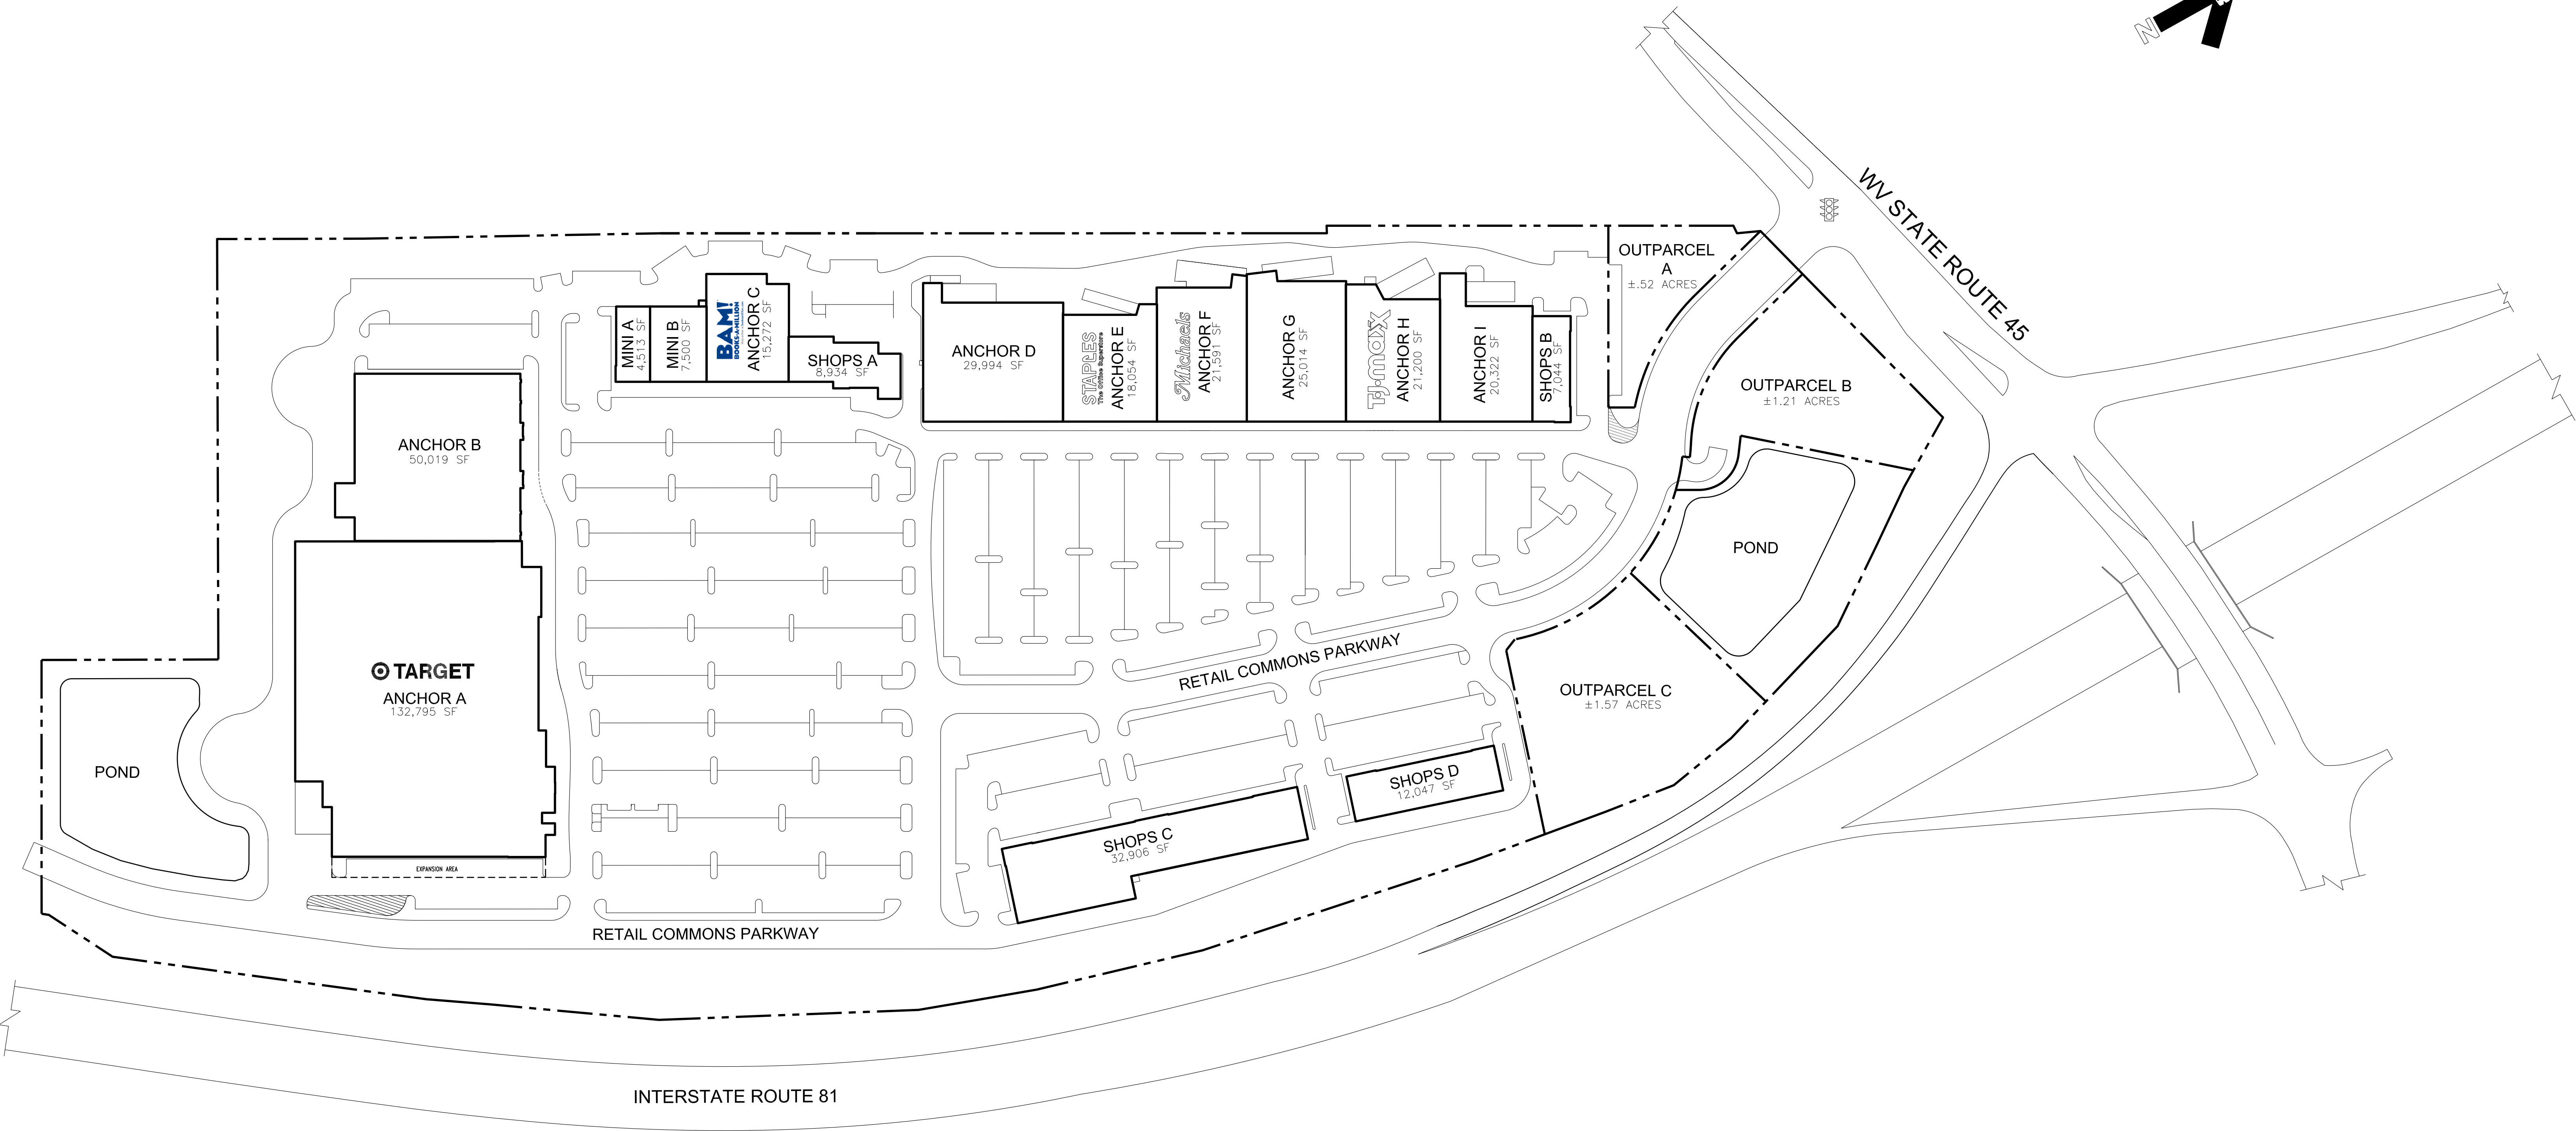 N
WV STATE ROUTE 45
OUTPARCEL
A
±.52 ACRES
MINI A
4,513 SF
MINI B
7,500 SF
BAM!
BOOKS-A-MILLION
ANCHOR C
15,272 SF
SHOPS A
8,934 SF
ANCHOR D
29,994 SF
STAPLES
The Office Superstore
ANCHOR E
18,054 SF
Michaels
ANCHOR F
21,591 SF
ANCHOR G
25,014 SF
T.J.maxx
ANCHOR H
21,200 SF
ANCHOR I
20,322 SF
SHOPS B
7,044 SF
OUTPARCEL B
±1.21 ACRES
ANCHOR B
50,019 SF
POND
TARGET
ANCHOR A
132,795 SF
RETAIL COMMONS PARKWAY
OUTPARCEL C
±1.57 ACRES
POND
SHOPS D
12,047 SF
SHOPS C
32,906 SF
EXPANSION AREA
RETAIL COMMONS PARKWAY
INTERSTATE ROUTE 81